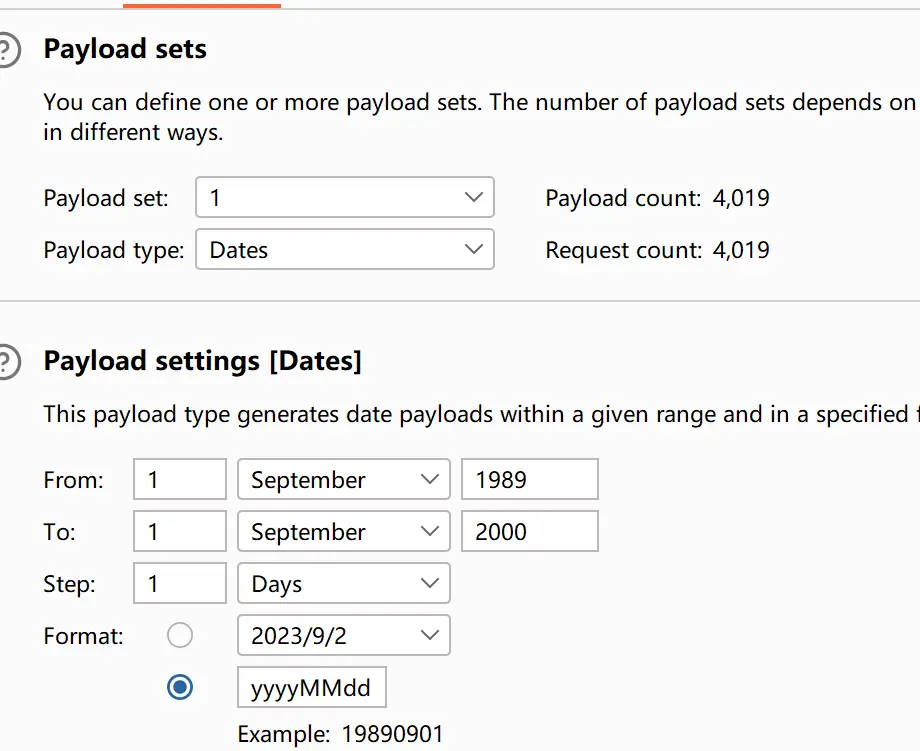 Payload sets
You can define one or more payload sets. The number of payload sets depends on
in different ways.
Payload set: 1 Payload count: 4,019
Payload type: Dates Request count: 4,019
Payload settings [Dates]
This payload type generates date payloads within a given range and in a specified
From: 1 September 1989
To: 1 September 2000
Step: 1 Days
Format: 2023/9/2
yyyyMMdd
Example: 19890901